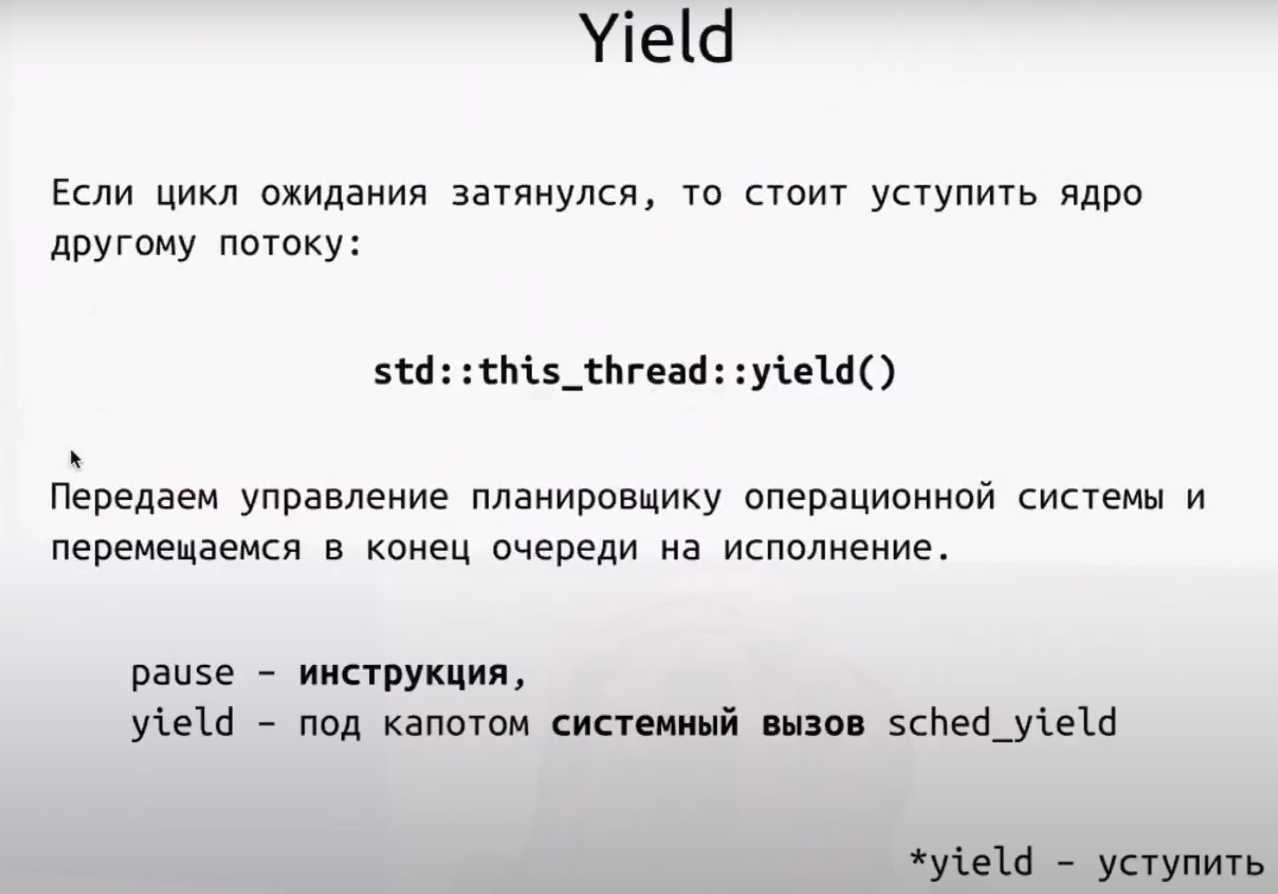 Yield
Если цикл ожидания затянулся, то стоит уступить ядро
другому потоку:
std::this_thread::yield()
Передаем управление планировщику операционной системы и
перемещаемся в конец очереди на исполнение.
pause – инструкция,
yield – под капотом системный вызов sched_yield
*yield – уступить